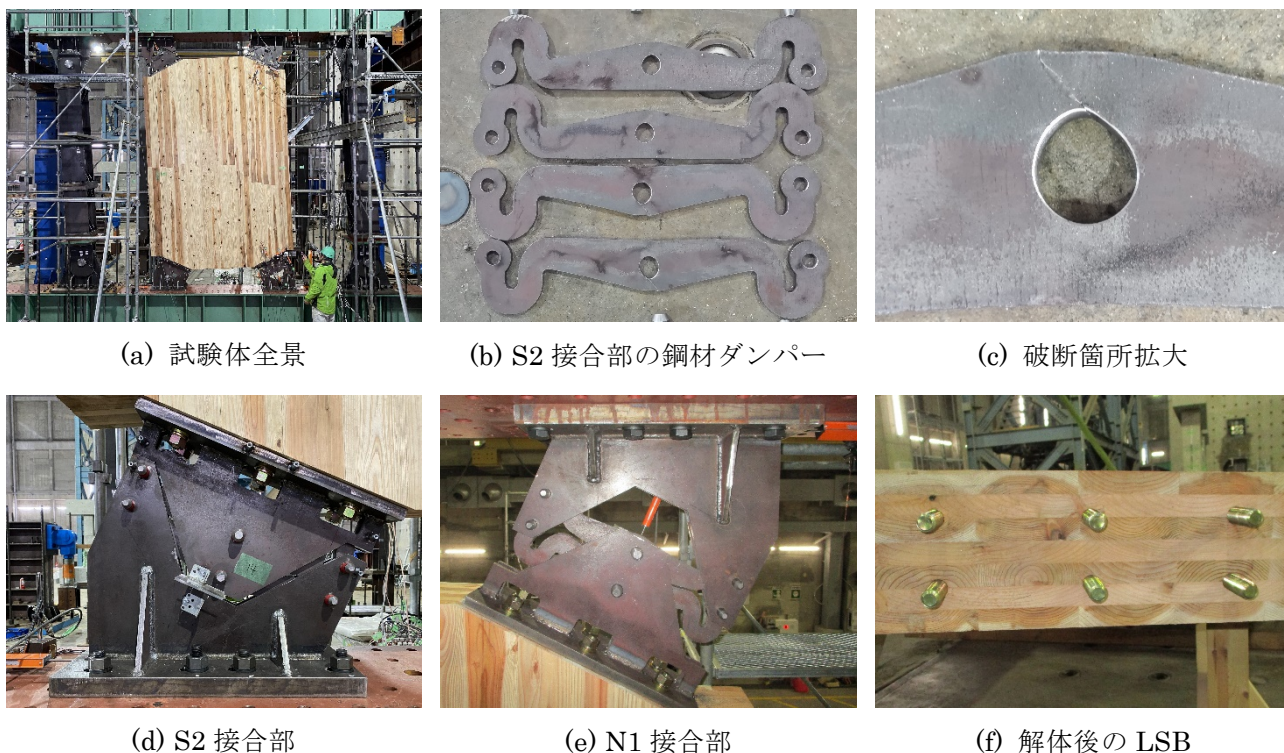 (a) 試験体全景
(b) S2 接合部の鋼材ダンパー
(c) 破断箇所拡大
(d) S2 接合部
(e) N1 接合部
(f) 解体後の LSB